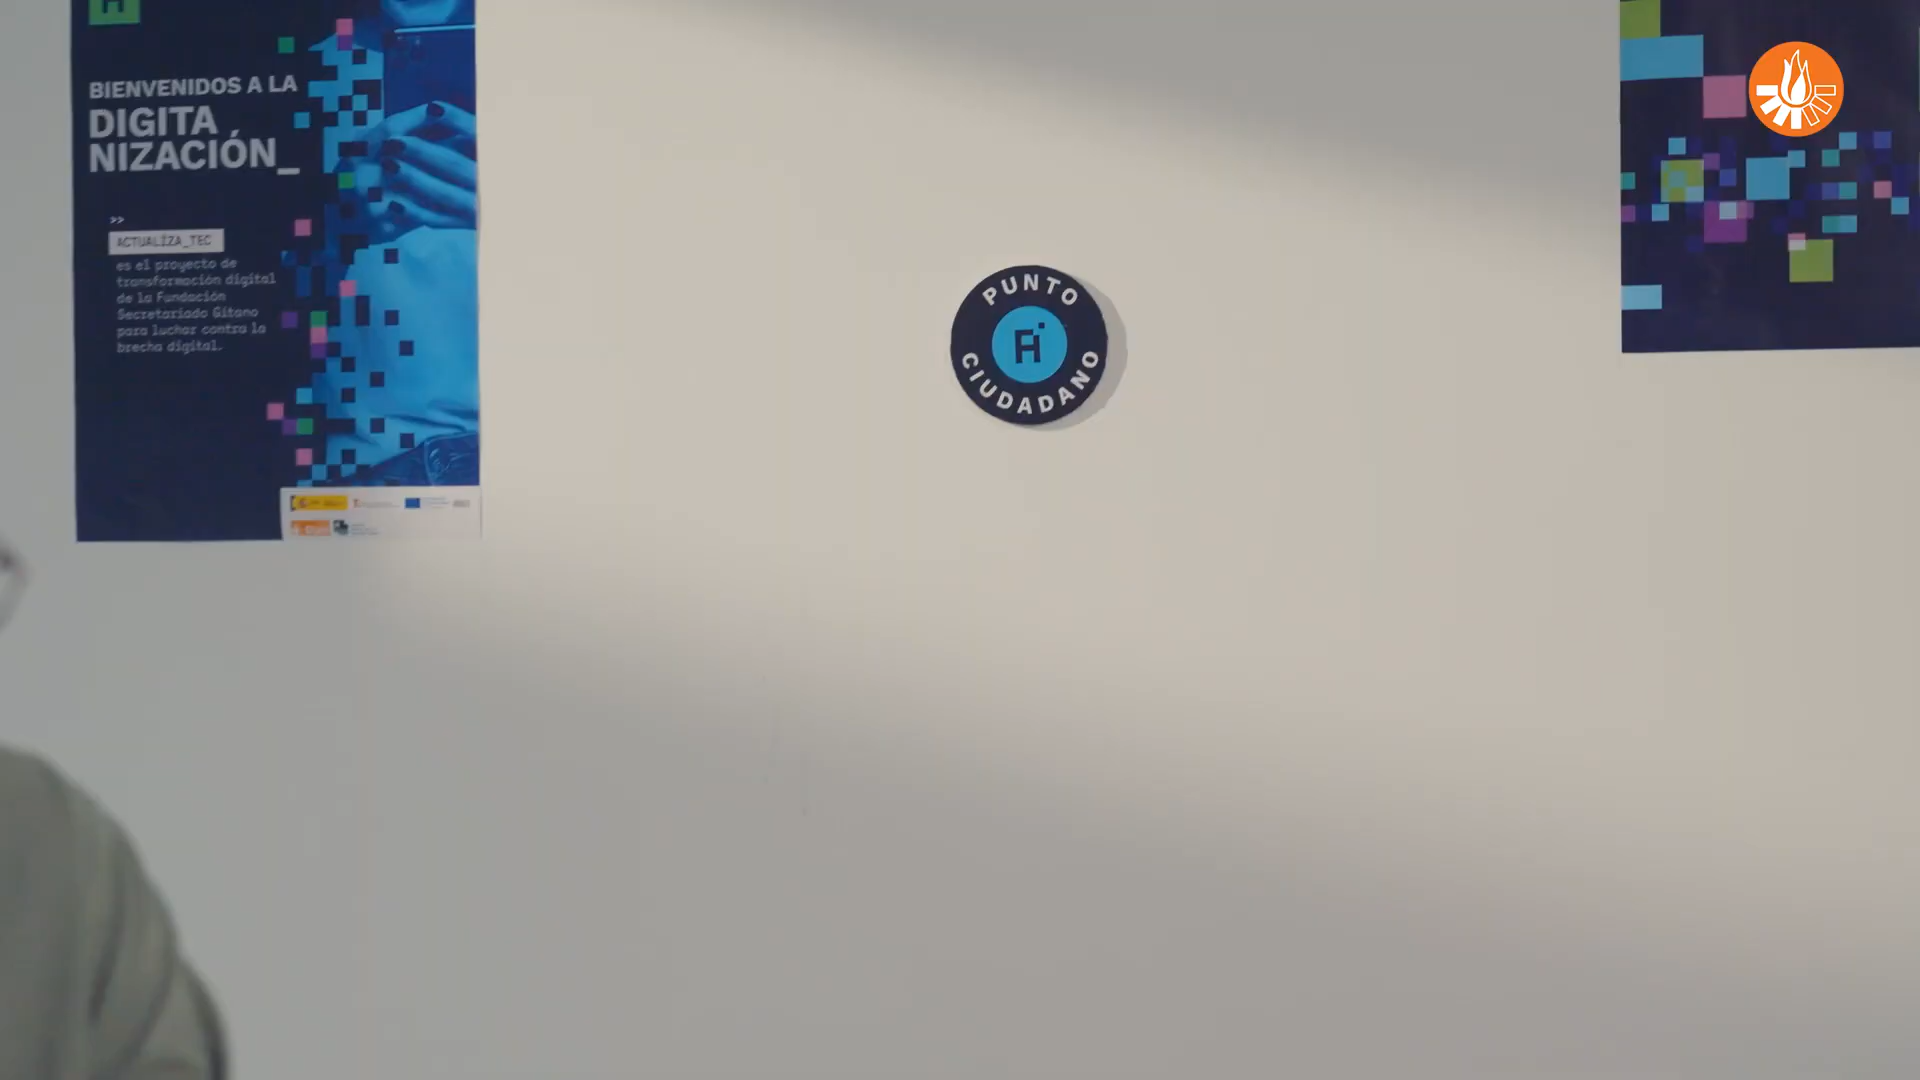 BIENVENIDOS A LA
DIGITA
NIZACIÓN_
>>
ACTUALÍZA_TEC
es el proyecto de
transformación digital
de la Fundación
Secretariado Gitano
para luchar contra la
brecha digital.
PUNTO
CIUDADANO